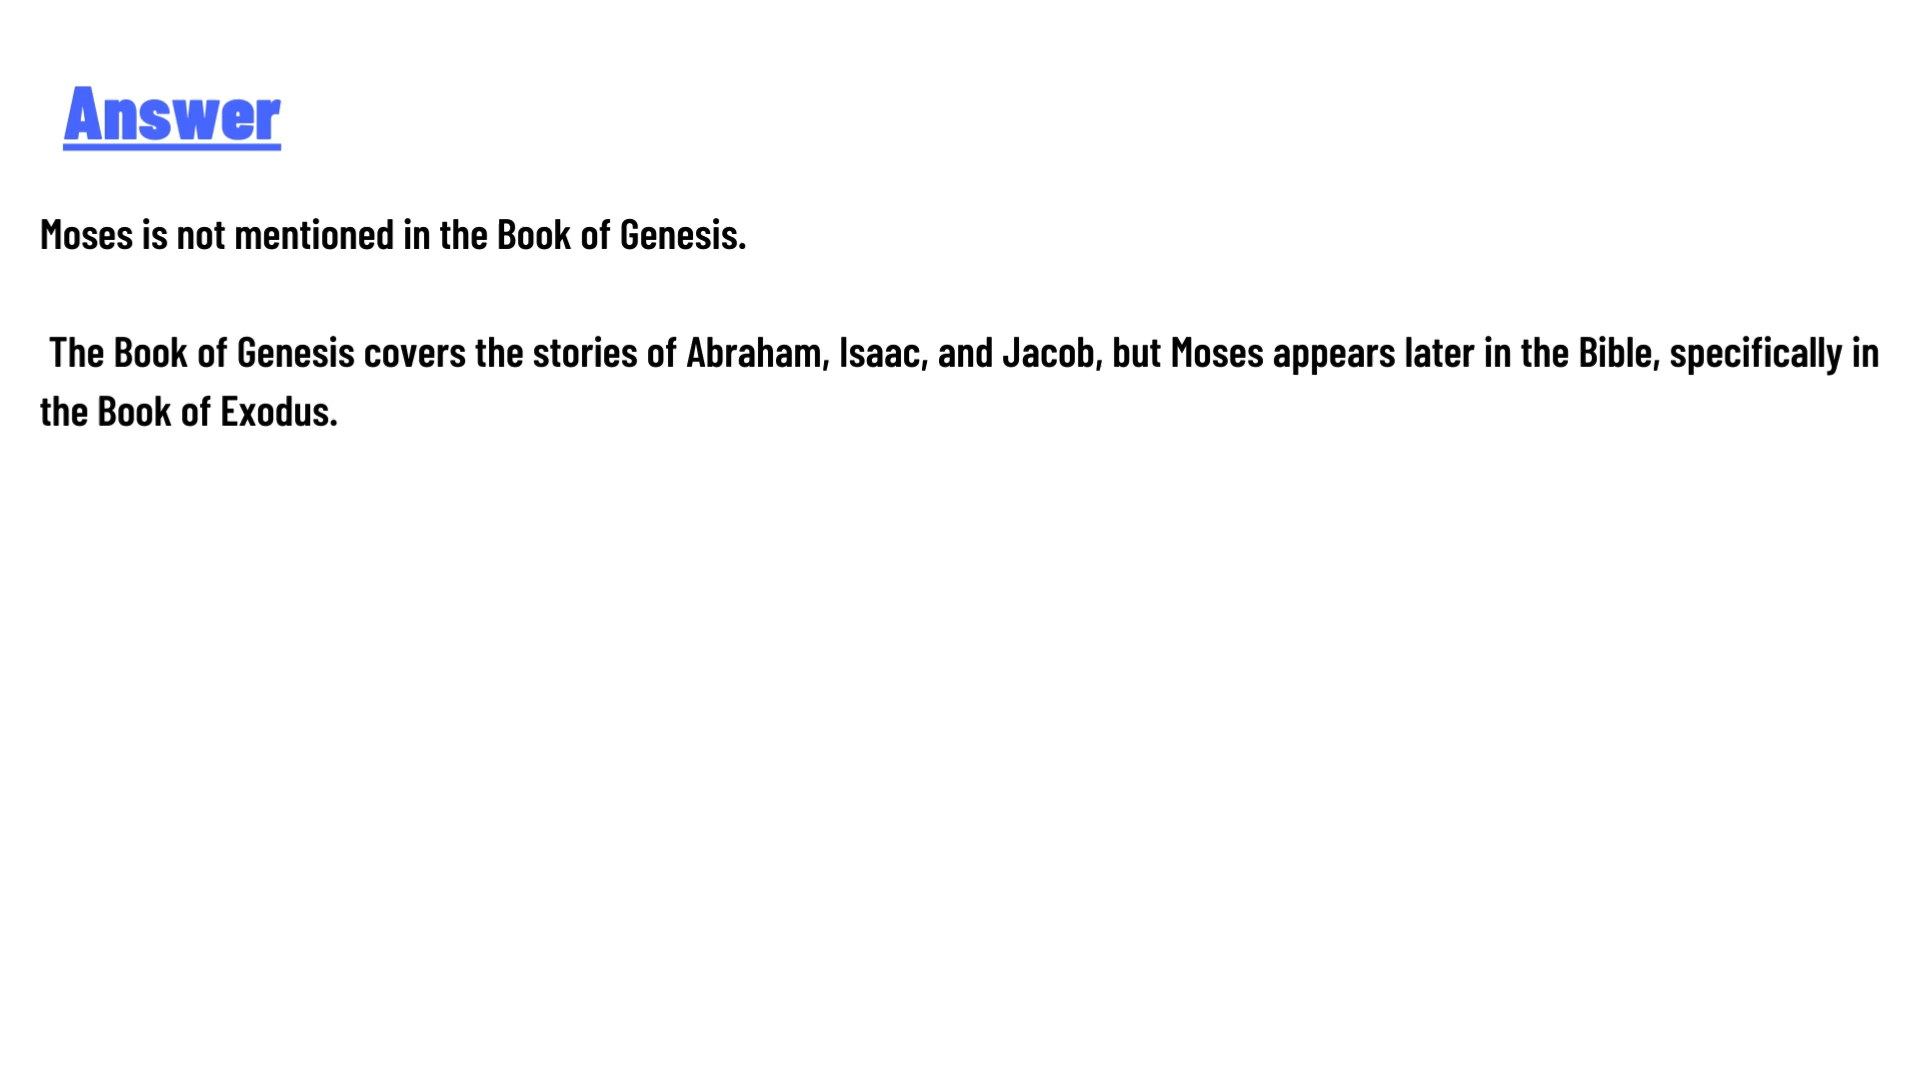 Answer
Moses is not mentioned in the Book of Genesis.
The Book of Genesis covers the stories of Abraham, Isaac, and Jacob, but Moses appears later in the Bible, specifically in
the Book of Exodus.